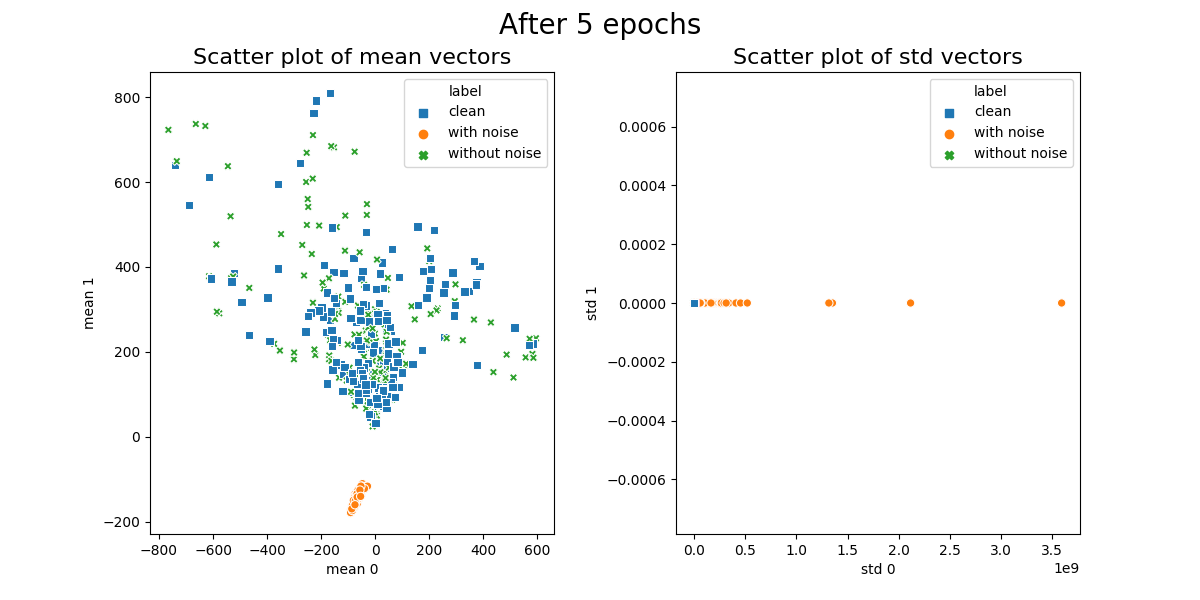 After 5 epochs
Scatter plot of mean vectors
label
clean
with noise
without noise
800
600
400
200
0
−200
mean 1
−800
−600
−400
−200
0
200
400
600
mean 0
Scatter plot of std vectors
label
clean
with noise
without noise
0.0006
0.0004
0.0002
0.0000
−0.0002
−0.0004
−0.0006
std 1
0.0
0.5
1.0
1.5
2.0
2.5
3.0
3.5
1e9
std 0